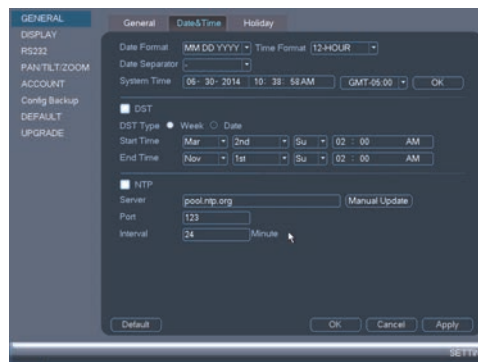 GENERAL
DISPLAY
RS232
PAN/TILT/ZOOM
ACCOUNT
Config Backup
DEFAULT
UPGRADE
General Date&Time Holiday
Date Format MM DD YYYY Time Format 12-HOUR
Date Separator -
System Time 06- 30- 2014 10: 38: 58 AM GMT-05:00 OK
DST
DST Type Week Date
Start Time Mar 2nd Su 02 : 00 AM
End Time Nov 1st Su 02 : 00 AM
NTP
Server pool.ntp.org Manual Update
Port 123
Interval 24 Minute
Default OK Cancel Apply
SETTIN